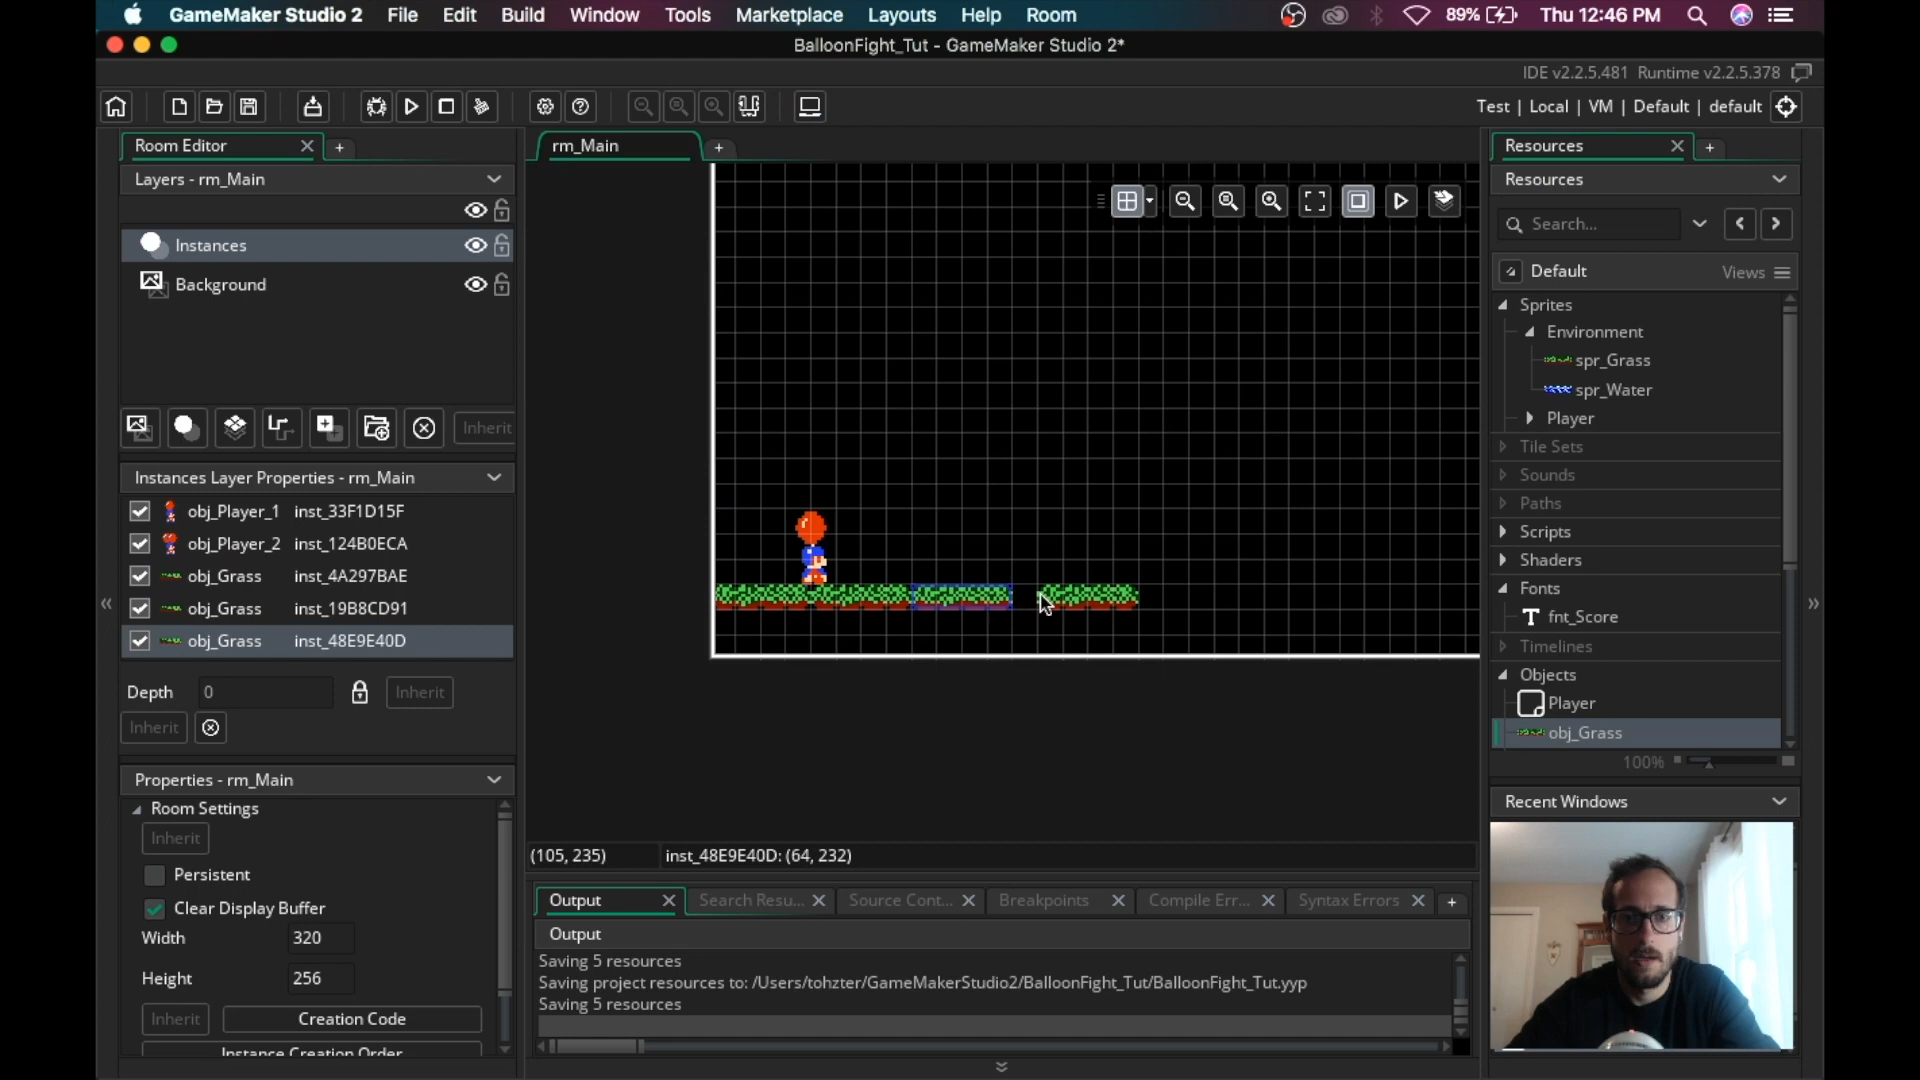 GameMaker Studio 2 File Edit Build Window Tools Marketplace Layouts Help Room 89% Thu 12:46 PM
BalloonFight_Tut - GameMaker Studio 2*
IDE v2.2.5.481 Runtime v2.2.5.378
Test | Local | VM | Default | default
Room Editor
rm_Main
Resources
Layers - rm_Main
Resources
Search...
Instances
Background
Default Views
Sprites
Environment
spr_Grass
spr_Water
Player
Tile Sets
Sounds
Paths
Scripts
Shaders
Fonts
fnt_Score
Timelines
Objects
Player
obj_Grass
100%
Recent Windows
Inherit
Instances Layer Properties - rm_Main
obj_Player_1 inst_33F1D15F
obj_Player_2 inst_124B0ECA
obj_Grass inst_4A297BAE
obj_Grass inst_19B8CD91
obj_Grass inst_48E9E40D
Depth 0 Inherit
Inherit
Properties - rm_Main
Room Settings
Inherit
Persistent
Clear Display Buffer
Width 320
Height 256
Inherit Creation Code
Instance Creation Order
(105, 235) inst_48E9E40D: (64, 232)
Output Search Resu... Source Cont... Breakpoints Compile Err... Syntax Errors
Output
Saving 5 resources
Saving project resources to: /Users/tohzter/GameMakerStudio2/BalloonFight_Tut/BalloonFight_Tut.yyp
Saving 5 resources